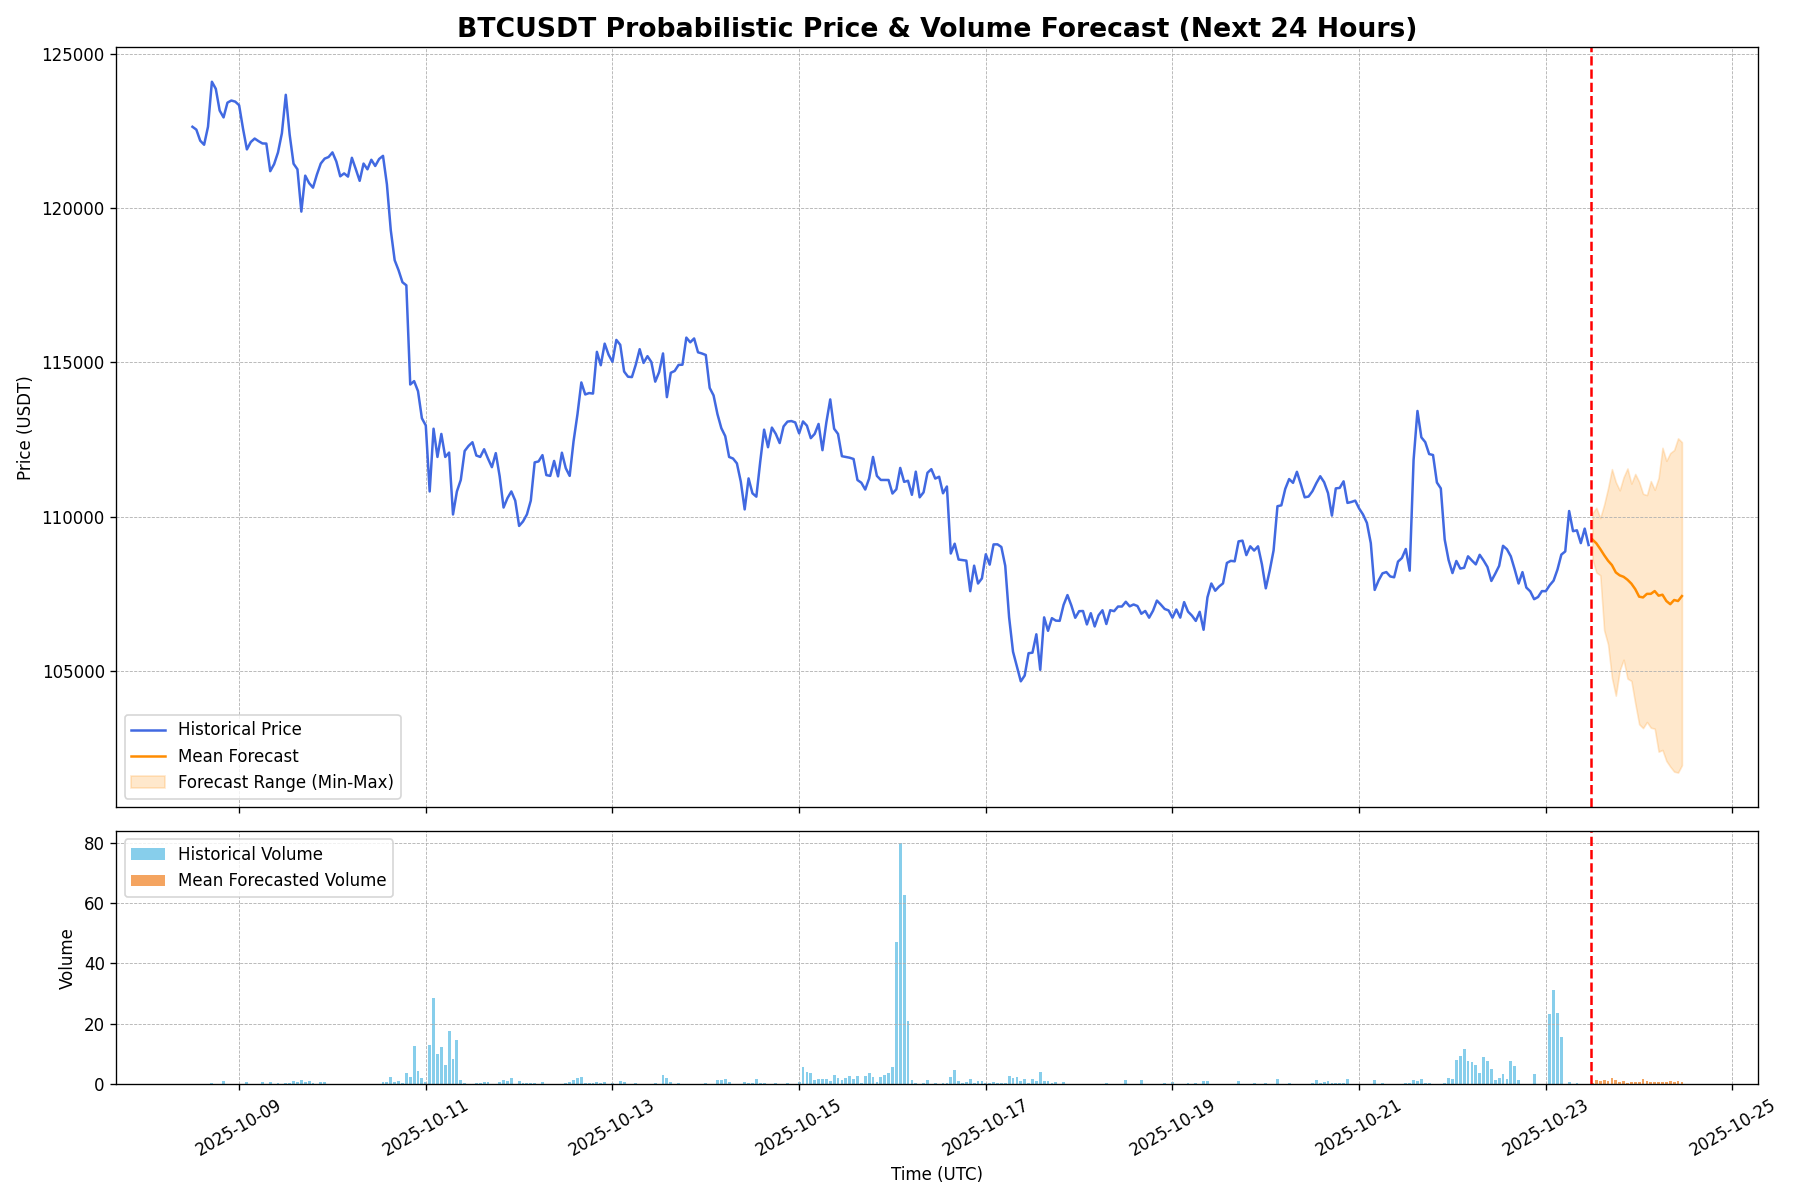 BTCUSDT Probabilistic Price & Volume Forecast (Next 24 Hours)
125000
120000
115000
110000
105000
Price (USDT)
Historical Price
Mean Forecast
Forecast Range (Min-Max)
80
60
40
20
0
Volume
Historical Volume
Mean Forecasted Volume
2025-10-09
2025-10-11
2025-10-13
2025-10-15
2025-10-17
2025-10-19
2025-10-21
2025-10-23
2025-10-25
Time (UTC)